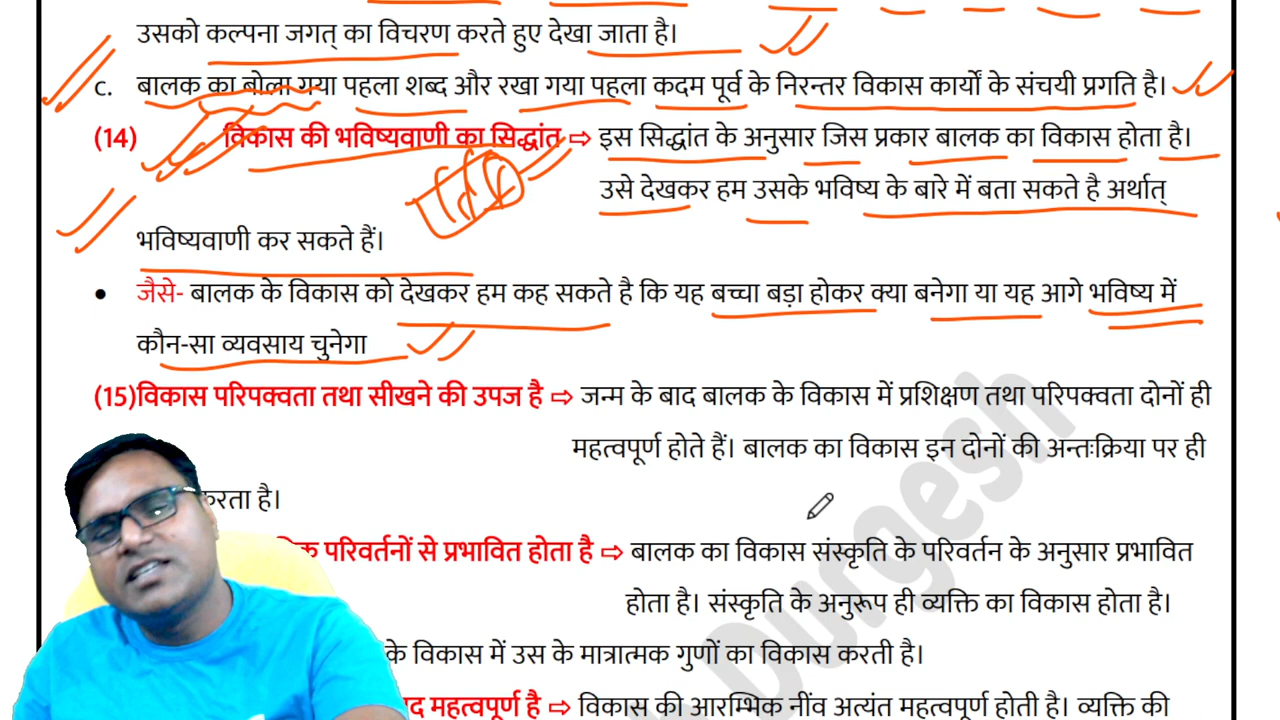 उसको कल्पना जगत् का विचरण करते हुए देखा जाता है।
c. बालक का बोला गया पहला शब्द और रखा गया पहला कदम पूर्व के निरन्तर विकास कार्यों के संचयी प्रगति है।
(14) विकास की भविष्यवाणी का सिद्धांत ⇨ इस सिद्धांत के अनुसार जिस प्रकार बालक का विकास होता है।
उसे देखकर हम उसके भविष्य के बारे में बता सकते है अर्थात्
भविष्यवाणी कर सकते हैं।
• जैसे- बालक के विकास को देखकर हम कह सकते है कि यह बच्चा बड़ा होकर क्या बनेगा या यह आगे भविष्य में
कौन-सा व्यवसाय चुनेगा
(15)विकास परिपक्वता तथा सीखने की उपज है ⇨ जन्म के बाद बालक के विकास में प्रशिक्षण तथा परिपक्वता दोनों ही
महत्वपूर्ण होते हैं। बालक का विकास इन दोनों की अन्तःक्रिया पर ही
करता है।
परिवर्तनों से प्रभावित होता है ⇨ बालक का विकास संस्कृति के परिवर्तन के अनुसार प्रभावित
होता है। संस्कृति के अनुरूप ही व्यक्ति का विकास होता है।
के विकास में उस के मात्रात्मक गुणों का विकास करती है।
महत्वपूर्ण है ⇨ विकास की आरम्भिक नींव अत्यंत महत्वपूर्ण होती है। व्यक्ति की
Durgesh